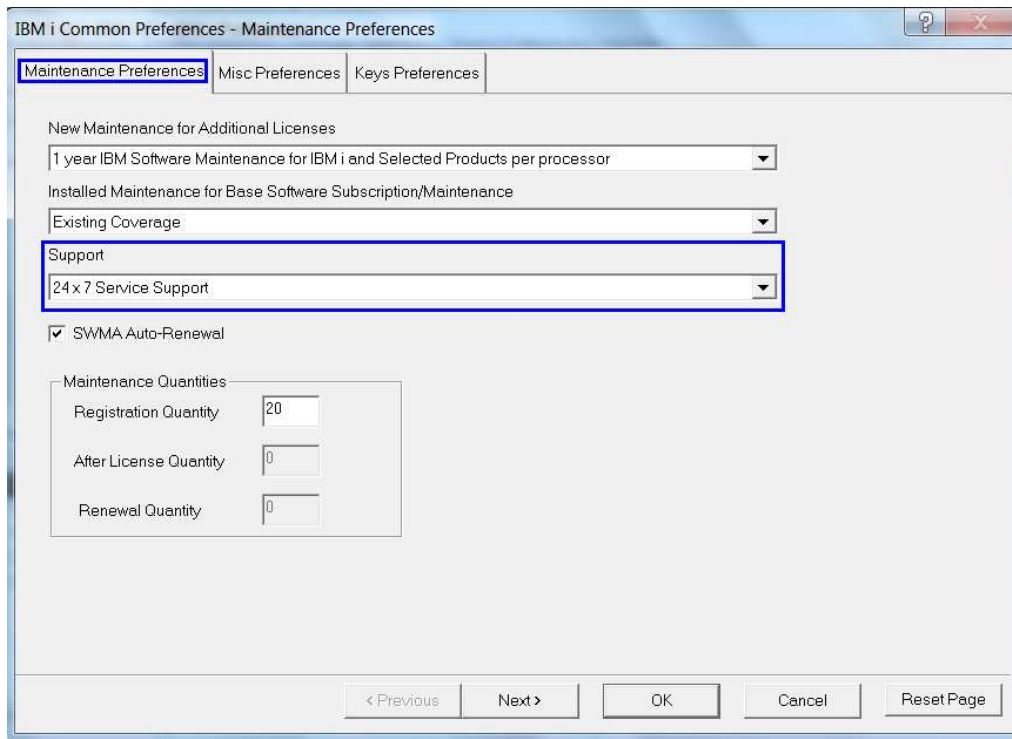 IBM i Common Preferences - Maintenance Preferences
Maintenance Preferences Misc Preferences Keys Preferences
New Maintenance for Additional Licenses
1 year IBM Software Maintenance for IBM i and Selected Products per processor
Installed Maintenance for Base Software Subscription/Maintenance
Existing Coverage
Support
24 x 7 Service Support
SWMA Auto-Renewal
Maintenance Quantities
Registration Quantity 20
After License Quantity 0
Renewal Quantity 0
< Previous Next > OK Cancel Reset Page